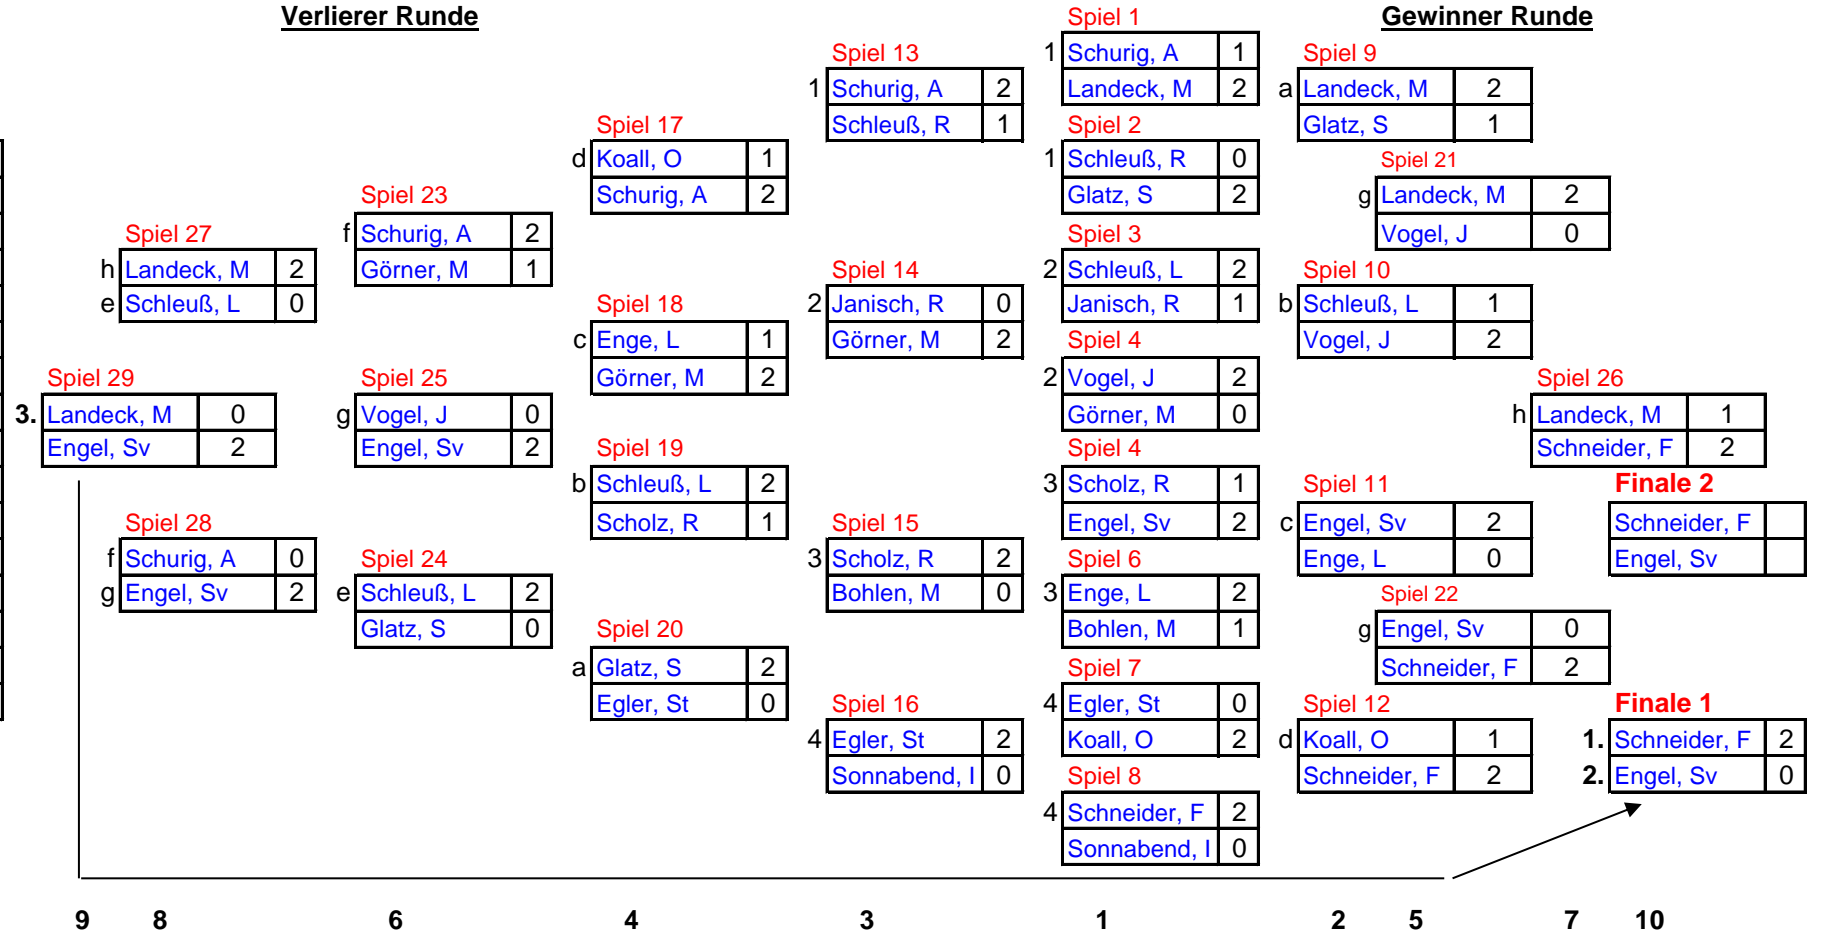 Verlierer Runde
Gewinner Runde
Spiel 27
h Landeck, M 2
e Schleuß, L 0
Spiel 29
3. Landeck, M 0
Engel, Sv 2
Spiel 28
f Schurig, A 0
g Engel, Sv 2
Spiel 23
f Schurig, A 2
Görner, M 1
Spiel 25
g Vogel, J 0
Engel, Sv 2
Spiel 24
e Schleuß, L 2
Glatz, S 0
Spiel 17
d Koall, O 1
Schurig, A 2
Spiel 18
c Enge, L 1
Görner, M 2
Spiel 19
b Schleuß, L 2
Scholz, R 1
Spiel 20
a Glatz, S 2
Egler, St 0
Spiel 13
1 Schurig, A 2
Schleuß, R 1
Spiel 14
2 Janisch, R 0
Görner, M 2
Spiel 15
3 Scholz, R 2
Bohlen, M 0
Spiel 16
4 Egler, St 2
Sonnabend, I 0
Spiel 1
1 Schurig, A 1
Landeck, M 2
Spiel 2
1 Schleuß, R 0
Glatz, S 2
Spiel 3
2 Schleuß, L 2
Janisch, R 1
Spiel 4
2 Vogel, J 2
Görner, M 0
Spiel 4
3 Scholz, R 1
Engel, Sv 2
Spiel 6
3 Enge, L 2
Bohlen, M 1
Spiel 7
4 Egler, St 0
Koall, O 2
Spiel 8
4 Schneider, F 2
Sonnabend, I 0
Spiel 9
a Landeck, M 2
Glatz, S 1
Spiel 21
g Landeck, M 2
Vogel, J 0
Spiel 10
b Schleuß, L 1
Vogel, J 2
Spiel 26
h Landeck, M 1
Schneider, F 2
Spiel 11
c Engel, Sv 2
Enge, L 0
Finale 2
Schneider, F
Engel, Sv
Spiel 22
g Engel, Sv 0
Schneider, F 2
Spiel 12
d Koall, O 1
Schneider, F 2
Finale 1
1. Schneider, F 2
2. Engel, Sv 0
9 8 6 4 3 1 2 5 7 10